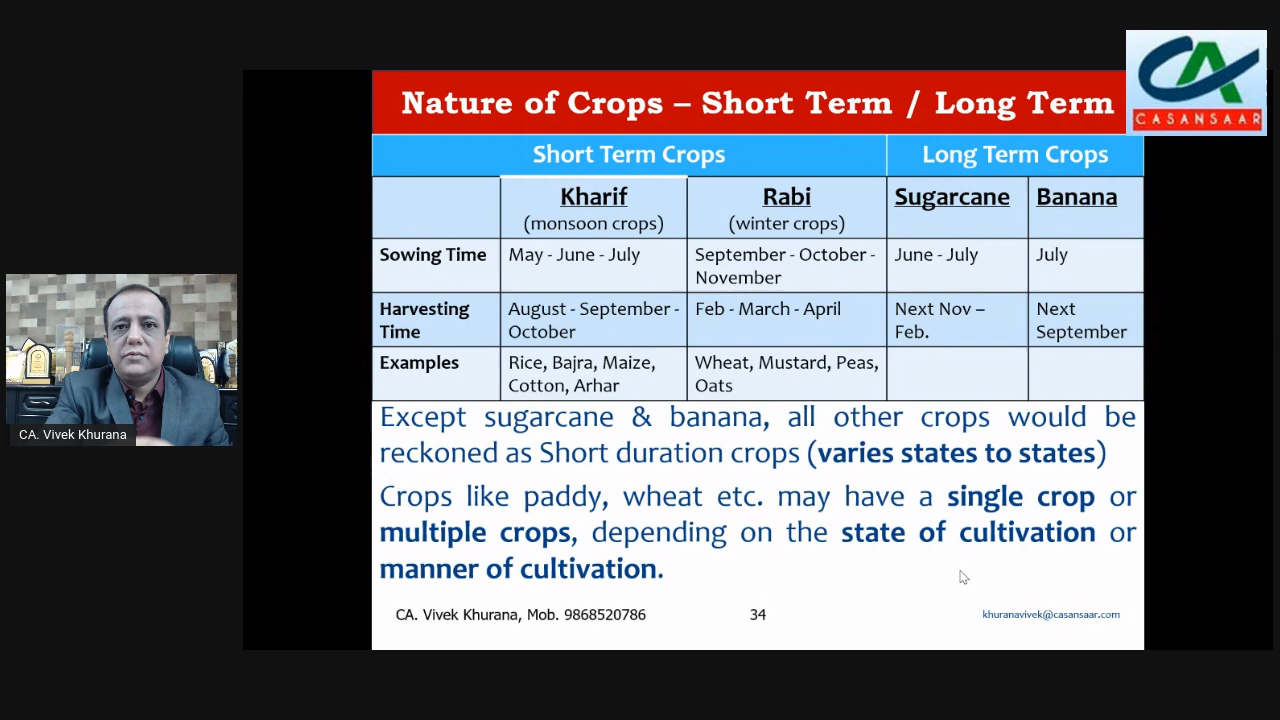 Nature of Crops – Short Term / Long Term
CA
CASANSAAR
Short Term Crops
Long Term Crops
Kharif
(monsoon crops)
Rabi
(winter crops)
Sugarcane
Banana
Sowing Time
May - June - July
September - October -
November
June - July
July
Harvesting
Time
August - September -
October
Feb - March - April
Next Nov –
Feb.
Next
September
Examples
Rice, Bajra, Maize,
Cotton, Arhar
Wheat, Mustard, Peas,
Oats
Except sugarcane & banana, all other crops would be
reckoned as Short duration crops (varies states to states)
Crops like paddy, wheat etc. may have a single crop or
multiple crops, depending on the state of cultivation or
manner of cultivation.
CA. Vivek Khurana, Mob. 9868520786
34
khuranavivek@casansaar.com
CA. Vivek Khurana